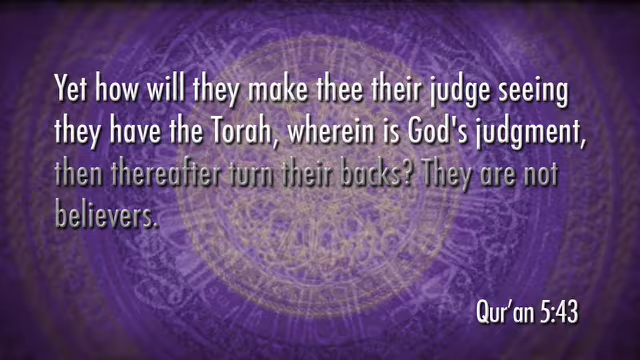 Yet how will they make thee their judge seeing
they have the Torah, wherein is God's judgment,
then thereafter turn their backs? They are not
believers.
Qur'an 5:43